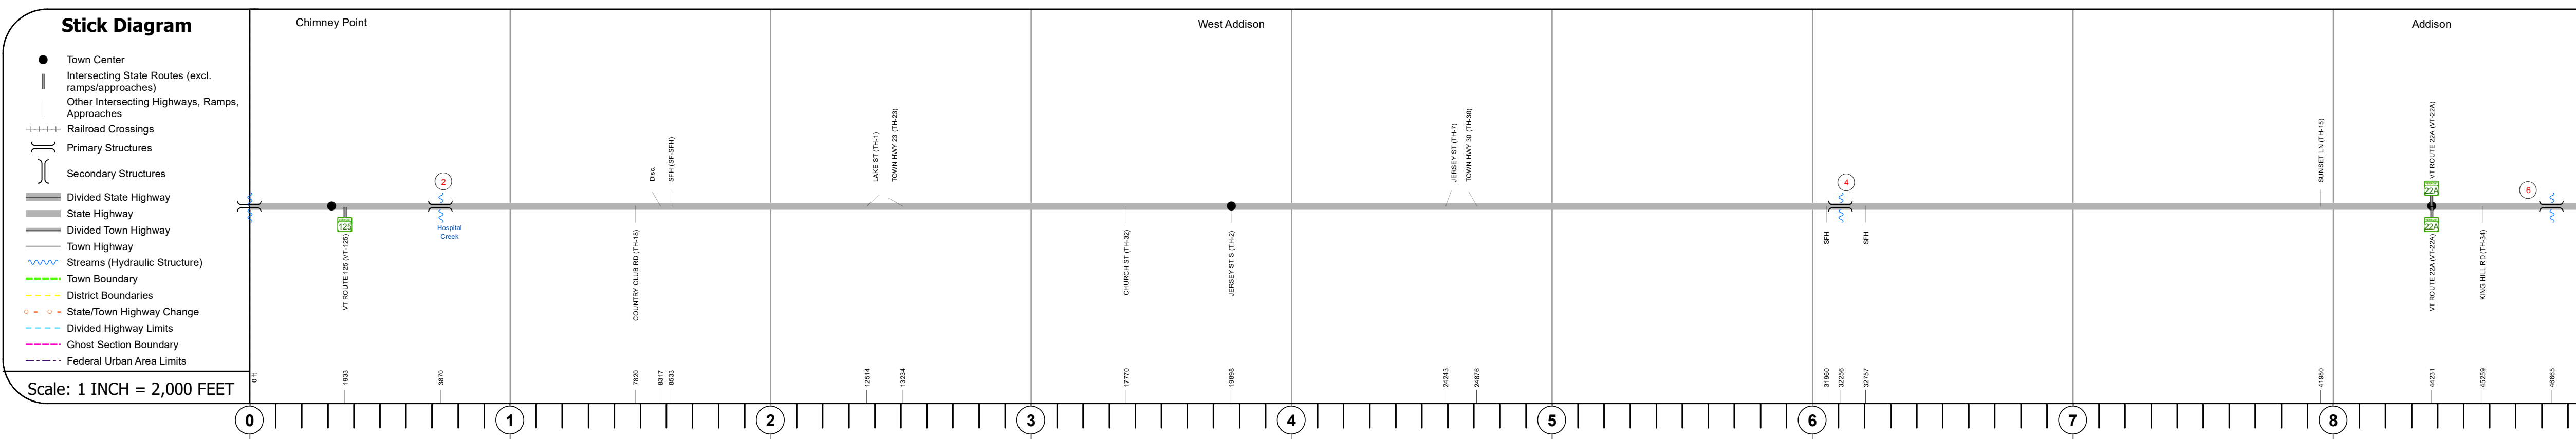 Stick Diagram
Town Center
Intersecting State Routes (excl.
ramps/approaches)
Other Intersecting Highways, Ramps,
Approaches
Railroad Crossings
Primary Structures
Secondary Structures
Divided State Highway
State Highway
Divided Town Highway
Town Highway
Streams (Hydraulic Structure)
Town Boundary
District Boundaries
State/Town Highway Change
Divided Highway Limits
Ghost Section Boundary
Federal Urban Area Limits
Scale: 1 INCH = 2,000 FEET
Chimney Point
West Addison
Addison
125
VT ROUTE 125 (VT-125)
2
Hospital
Creek
COUNTRY CLUB RD (TH-18)
Disc.
SFH (SF-SFH)
LAKE ST (TH-1)
TOWN HWY 23 (TH-23)
CHURCH ST (TH-32)
JERSEY ST S (TH-2)
JERSEY ST (TH-7)
TOWN HWY 30 (TH-30)
SFH
4
SFH
SUNSET LN (TH-15)
VT ROUTE 22A (VT-22A)
22A
22A
VT ROUTE 22A (VT-22A)
KING HILL RD (TH-34)
6
0 ft
1933
3870
7820
8317
8533
12514
13234
17770
19898
24243
24876
31960
32256
32757
41980
44231
45259
46665
0
1
2
3
4
5
6
7
8